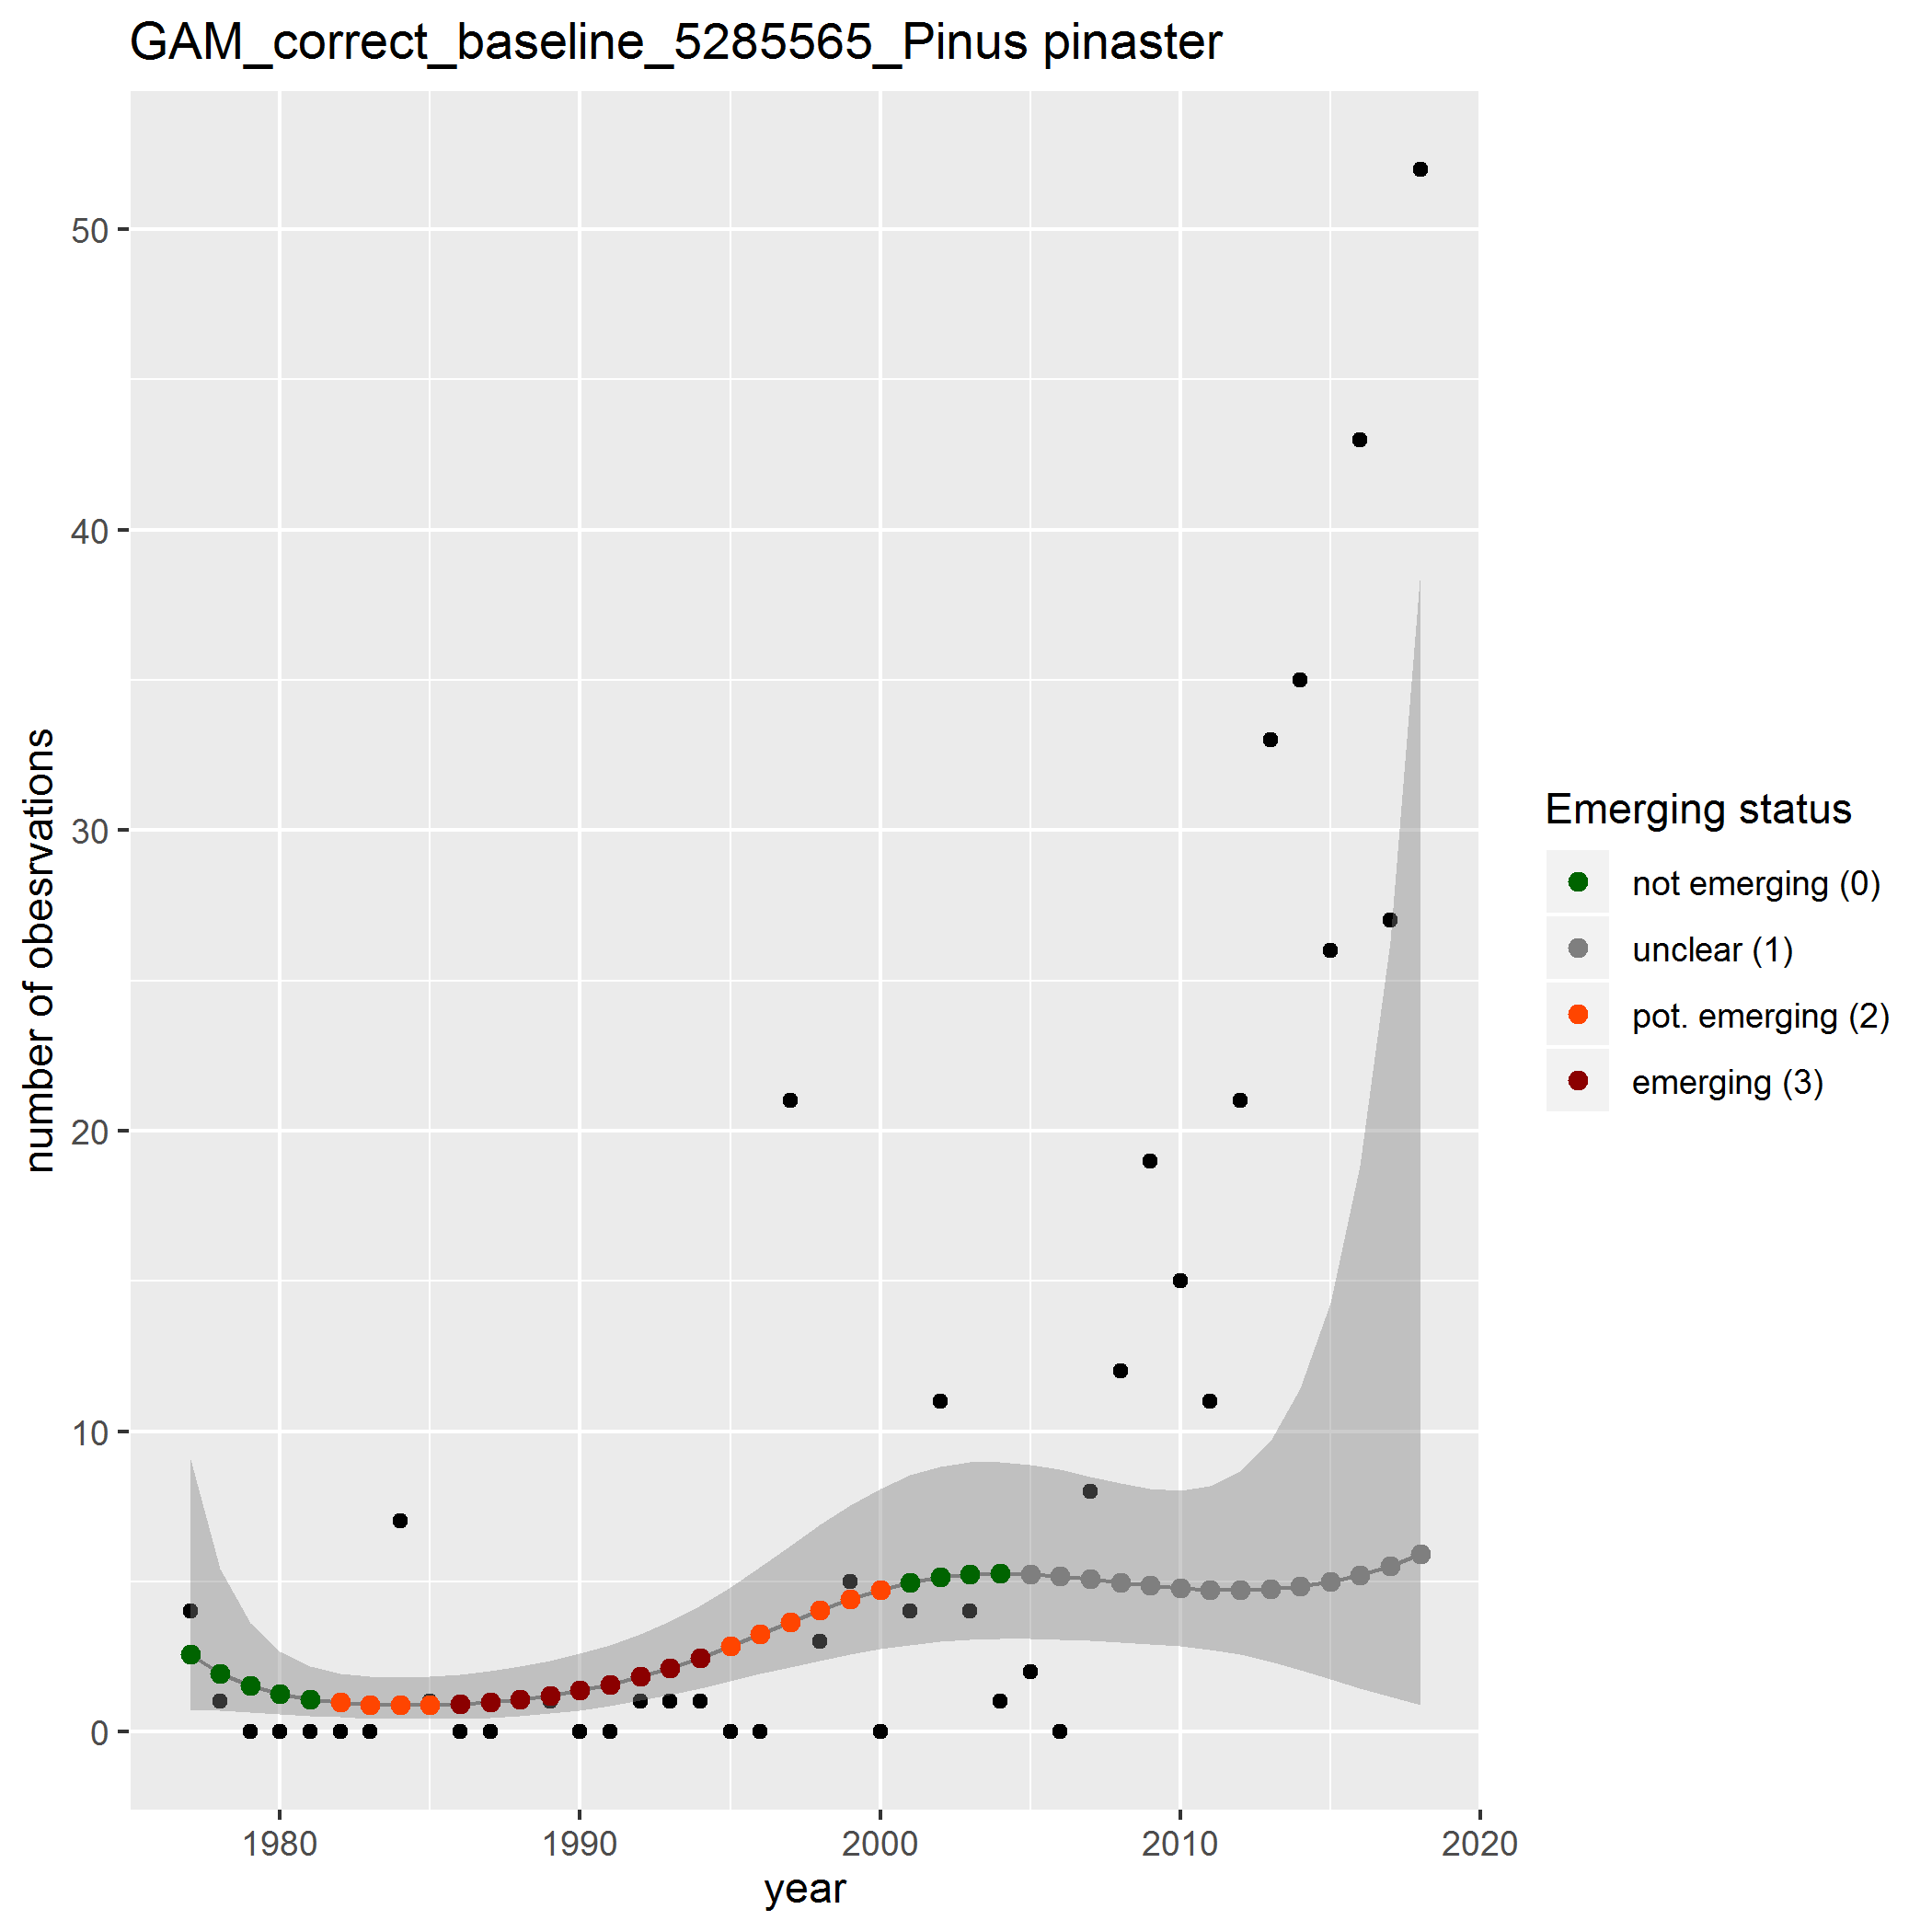 GAM_correct_baseline_5285565_Pinus pinaster
number of obesrvations
50
40
30
20
10
0
1980
1990
2000
2010
2020
year
Emerging status
not emerging (0)
unclear (1)
pot. emerging (2)
emerging (3)